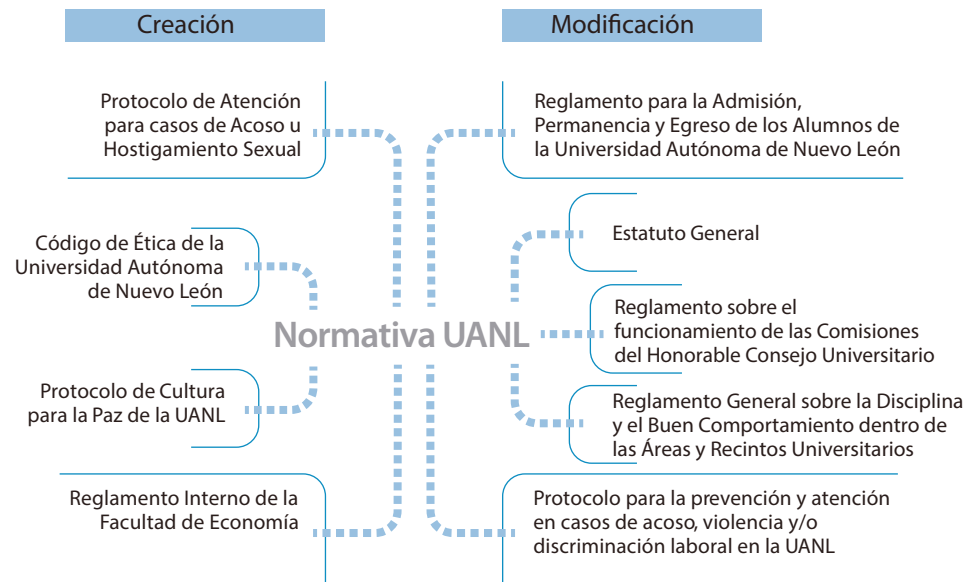 Creación
Protocolo de Atención
para casos de Acoso u
Hostigamiento Sexual
Código de Ética de la
Universidad Autónoma
de Nuevo León
Protocolo de Cultura
para la Paz de la UANL
Reglamento Interno de la
Facultad de Economía
Normativa UANL
Modificación
Reglamento para la Admisión,
Permanencia y Egreso de los Alumnos de
la Universidad Autónoma de Nuevo León
Estatuto General
Reglamento sobre el
funcionamiento de las Comisiones
del Honorable Consejo Universitario
Reglamento General sobre la Disciplina
y el Buen Comportamiento dentro de
las Áreas y Recintos Universitarios
Protocolo para la prevención y atención
en casos de acoso, violencia y/o
discriminación laboral en la UANL